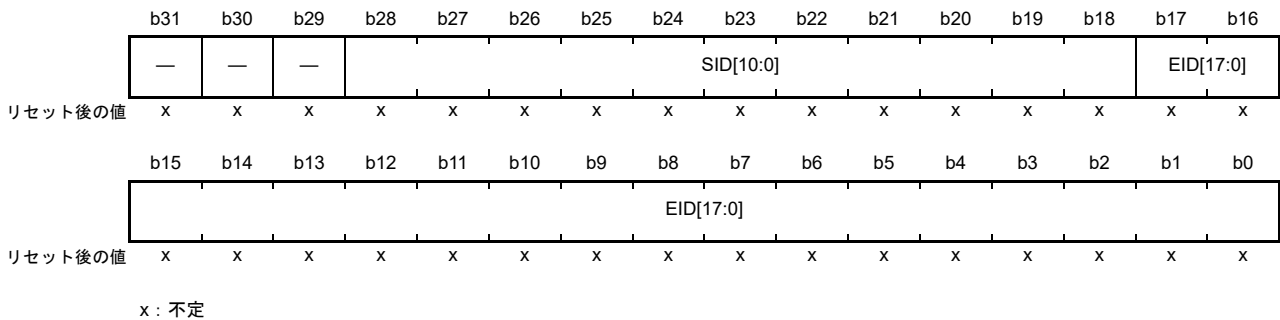 b31 b30 b29 b28 b27 b26 b25 b24 b23 b22 b21 b20 b19 b18 b17 b16
— — — SID[10:0] EID[17:0]
リセット後の値 x x x x x x x x x x x x x x x x
b15 b14 b13 b12 b11 b10 b9 b8 b7 b6 b5 b4 b3 b2 b1 b0
EID[17:0]
リセット後の値 x x x x x x x x x x x x x x x x
x：不定